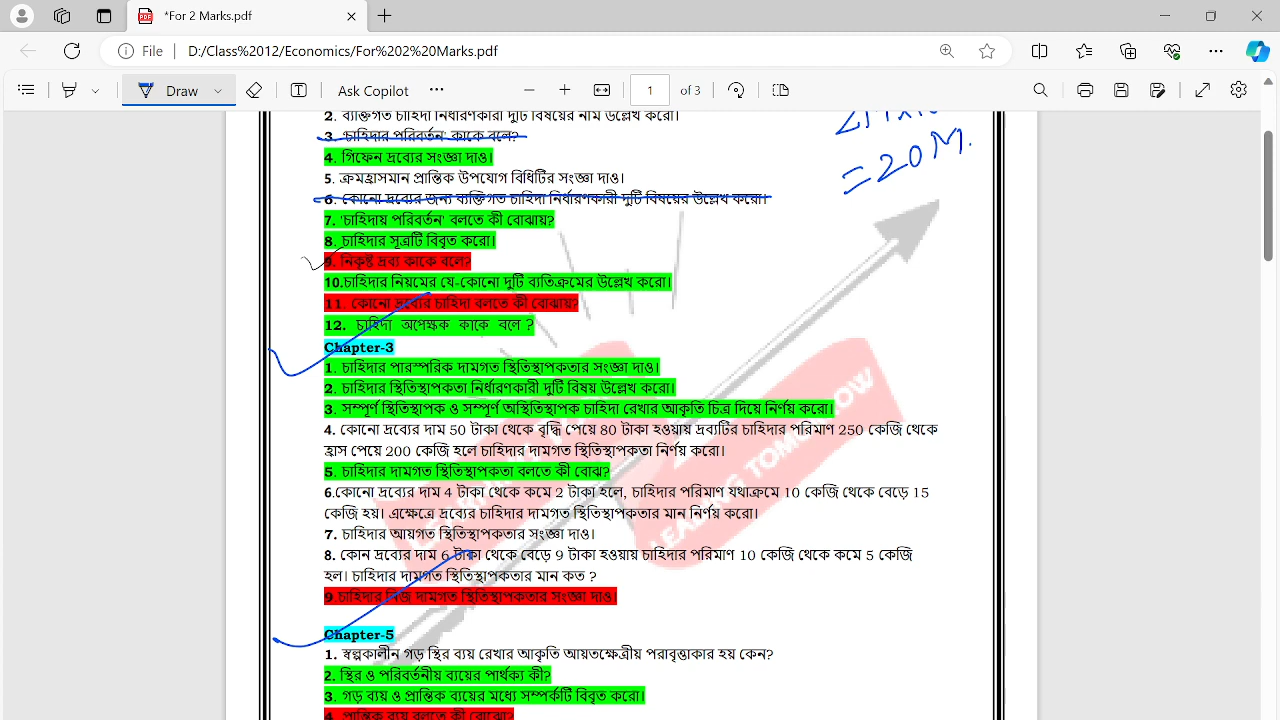 *For 2 Marks.pdf
File | D:/Class%2012/Economics/For%202%20Marks.pdf
Draw
Ask Copilot
1 of 3
2. ব্যক্তিগত চাহিদা নির্ধারণকারী দুটি বিষয়ের নাম উল্লেখ করো।
3. 'চাহিদার পরিবর্তন' কাকে বলে?
= 20 M.
4. গিফেন দ্রব্যের সংজ্ঞা দাও।
5. ক্রমহ্রাসমান প্রান্তিক উপযোগ বিধিটির সংজ্ঞা দাও।
6. কোনো দ্রব্যের জন্য ব্যক্তিগত চাহিদা নির্ধারণকারী দুটি বিষয়ের উল্লেখ করো।
7. 'চাহিদায় পরিবর্তন' বলতে কী বোঝায়?
8. চাহিদার সূত্রটি বিবৃত করো।
9. নিকৃষ্ট দ্রব্য কাকে বলে?
10.চাহিদার নিয়মের যে-কোনো দুটি ব্যতিক্রমের উল্লেখ করো।
11. কোনো দ্রব্যের চাহিদা বলতে কী বোঝায়?
12. চাহিদা অপেক্ষক কাকে বলে ?
Chapter-3
1. চাহিদার পারস্পরিক দামগত স্থিতিস্থাপকতার সংজ্ঞা দাও।
2. চাহিদার স্থিতিস্থাপকতা নির্ধারণকারী দুটি বিষয় উল্লেখ করো।
3. সম্পূর্ণ স্থিতিস্থাপক ও সম্পূর্ণ অস্থিতিস্থাপক চাহিদা রেখার আকৃতি চিত্র দিয়ে নির্ণয় করো।
4. কোনো দ্রব্যের দাম 50 টাকা থেকে বৃদ্ধি পেয়ে 80 টাকা হওয়ায় দ্রব্যটির চাহিদার পরিমাণ 250 কেজি থেকে
হ্রাস পেয়ে 200 কেজি হলে চাহিদার দামগত স্থিতিস্থাপকতা নির্ণয় করো।
5. চাহিদার দামগত স্থিতিস্থাপকতা বলতে কী বোঝ?
6.কোনো দ্রব্যের দাম 4 টাকা থেকে কমে 2 টাকা হলে, চাহিদার পরিমাণ যথাক্রমে 10 কেজি থেকে বেড়ে 15
কেজি হয়। এক্ষেত্রে দ্রব্যের চাহিদার দামগত স্থিতিস্থাপকতার মান নির্ণয় করো।
7. চাহিদার আয়গত স্থিতিস্থাপকতার সংজ্ঞা দাও।
8. কোন দ্রব্যের দাম 6 টাকা থেকে বেড়ে 9 টাকা হওয়ায় চাহিদার পরিমাণ 10 কেজি থেকে কমে 5 কেজি
হল। চাহিদার দামগত স্থিতিস্থাপকতার মান কত ?
9 চাহিদার নিজ দামগত স্থিতিস্থাপকতার সংজ্ঞা দাও।
LEADING TOMORROW
Chapter-5
1. স্বল্পকালীন গড় স্থির ব্যয় রেখার আকৃতি আয়তক্ষেত্রীয় পরাবৃত্তাকার হয় কেন?
2. স্থির ও পরিবর্তনীয় ব্যয়ের পার্থক্য কী?
3. গড় ব্যয় ও প্রান্তিক ব্যয়ের মধ্যে সম্পর্কটি বিবৃত করো।
4. প্রান্তিক ব্যয় বলতে কী বোঝো?